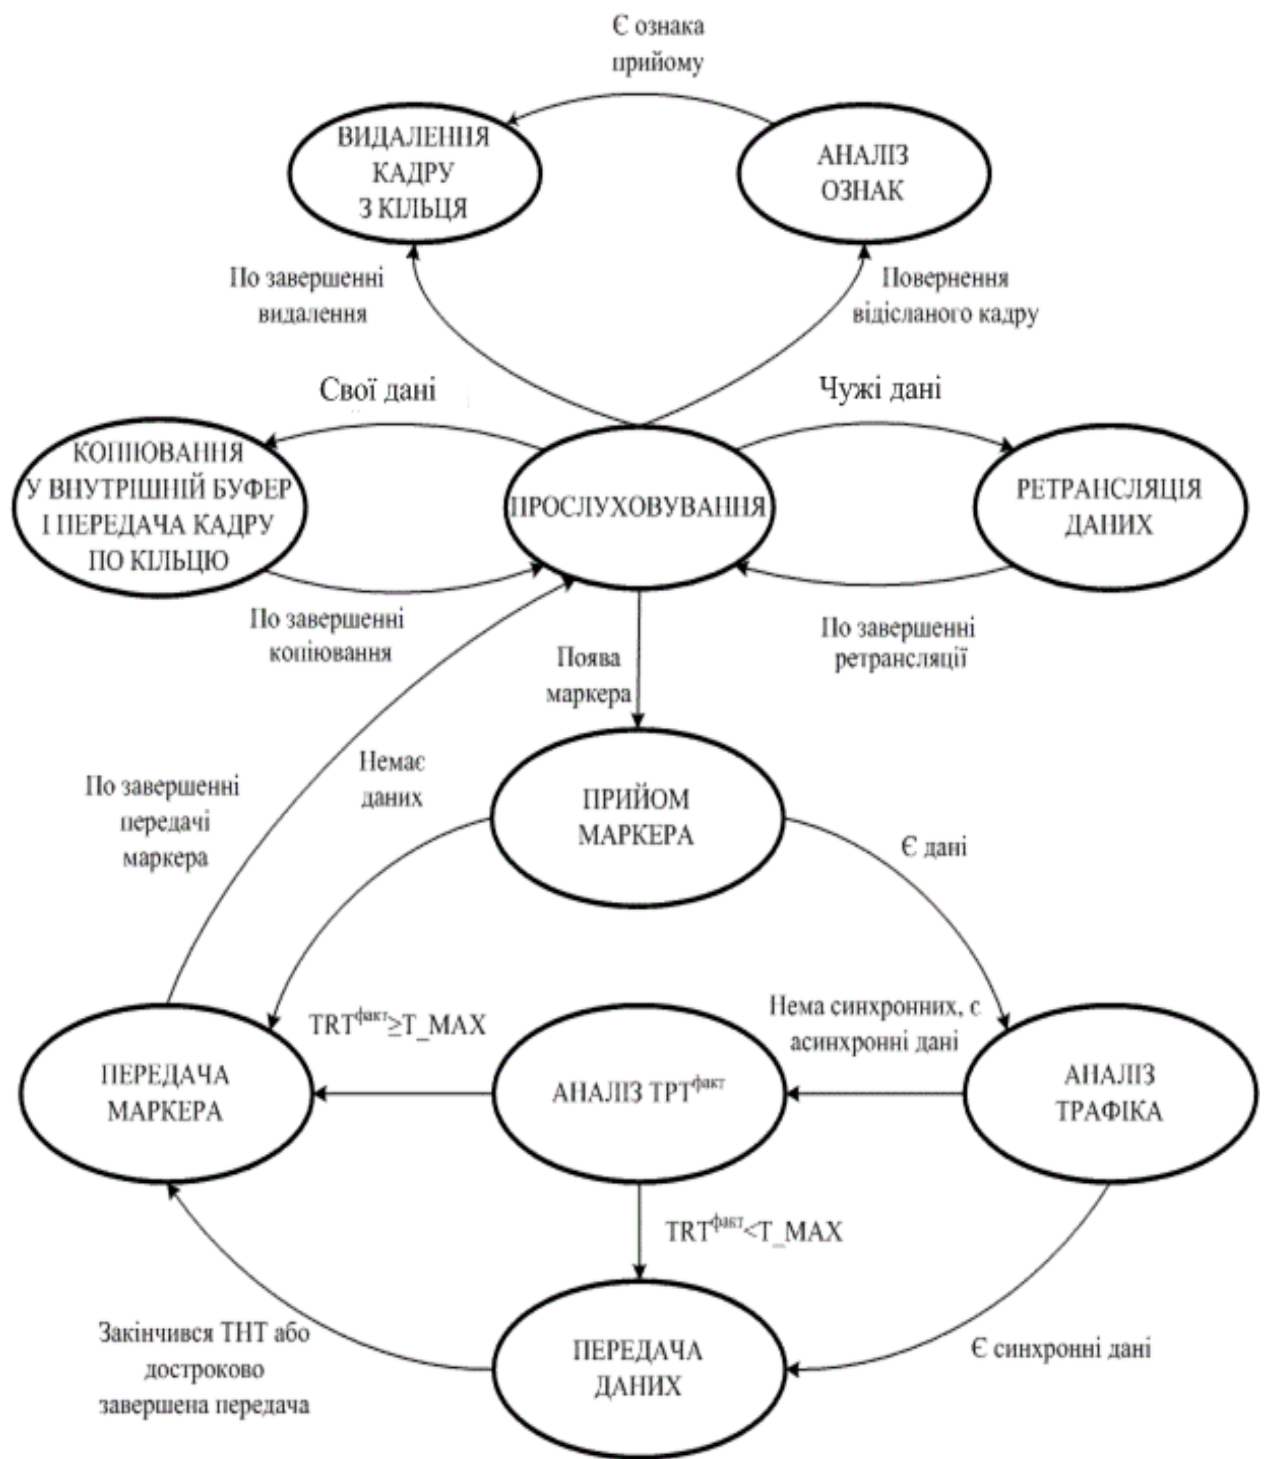 Є ознака
прийому
ВИДАЛЕННЯ
КАДРУ
З КІЛЬЦЯ
АНАЛІЗ
ОЗНАК
По завершенні
видалення
Повернення
відісланого кадру
Свої дані
Чужі дані
КОПІЮВАННЯ
У ВНУТРІШНІЙ БУФЕР
І ПЕРЕДАЧА КАДРУ
ПО КІЛЬЦЮ
ПРОСЛУХОВУВАННЯ
РЕТРАНСЛЯЦІЯ
ДАНИХ
По завершенні
копіювання
Поява
маркера
По завершенні
ретрансляції
По завершенні
передачі
маркера
Немає
даних
ПРИЙОМ
МАРКЕРА
Є дані
TRTфакт≥T_MAX
Нема синхронних, є
асинхронні дані
ПЕРЕДАЧА
МАРКЕРА
АНАЛІЗ ТРТфакт
АНАЛІЗ
ТРАФІКА
TRTфакт<T_MAX
Закінчився ТНТ або
достроково
завершена передача
ПЕРЕДАЧА
ДАНИХ
Є синхронні дані